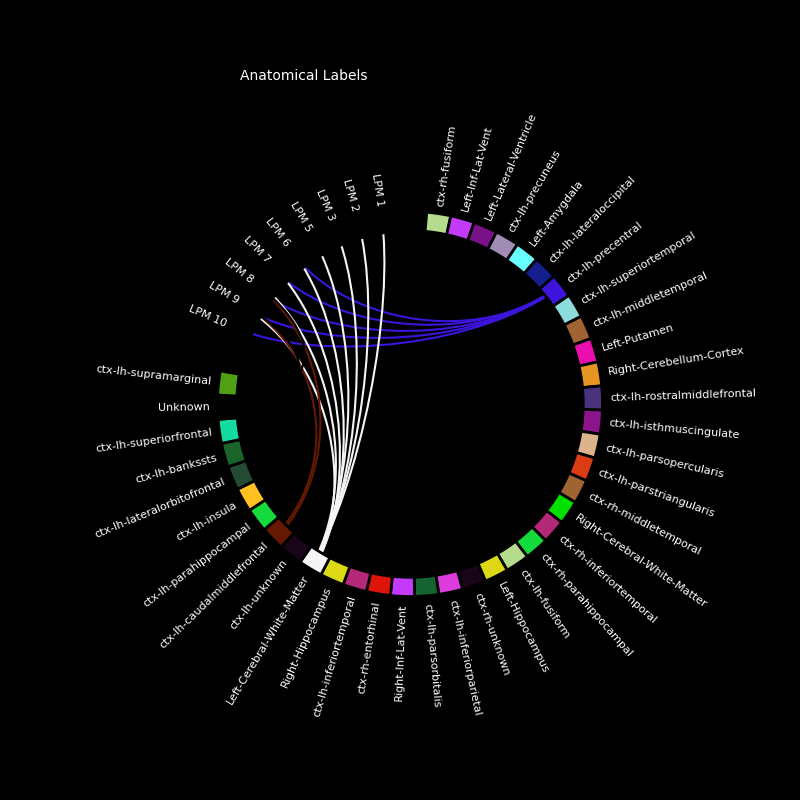 Anatomical Labels
ctx-rh-fusiform
Left-Inf-Lat-Vent
Left-Lateral-Ventricle
ctx-lh-precuneus
Left-Amygdala
ctx-lh-lateraloccipital
ctx-lh-precentral
ctx-lh-superiortemporal
ctx-lh-middletemporal
Left-Putamen
Right-Cerebellum-Cortex
ctx-lh-rostralmiddlefrontal
ctx-lh-isthmuscingulate
ctx-lh-parsopercularis
ctx-lh-parstriangularis
ctx-rh-middletemporal
Right-Cerebral-White-Matter
ctx-rh-inferiortemporal
ctx-rh-parahippocampal
ctx-lh-fusiform
Left-Hippocampus
ctx-rh-unknown
ctx-lh-inferiorparietal
ctx-lh-parsorbitalis
Right-Inf-Lat-Vent
ctx-rh-entorhinal
ctx-lh-inferiortemporal
Right-Hippocampus
Left-Cerebral-White-Matter
ctx-lh-unknown
ctx-lh-caudalmiddlefrontal
ctx-lh-parahippocampal
ctx-lh-insula
ctx-lh-lateralorbitofrontal
ctx-lh-bankssts
ctx-lh-superiorfrontal
Unknown
ctx-lh-supramarginal
LPM 10
LPM 9
LPM 8
LPM 7
LPM 6
LPM 5
LPM 3
LPM 2
LPM 1